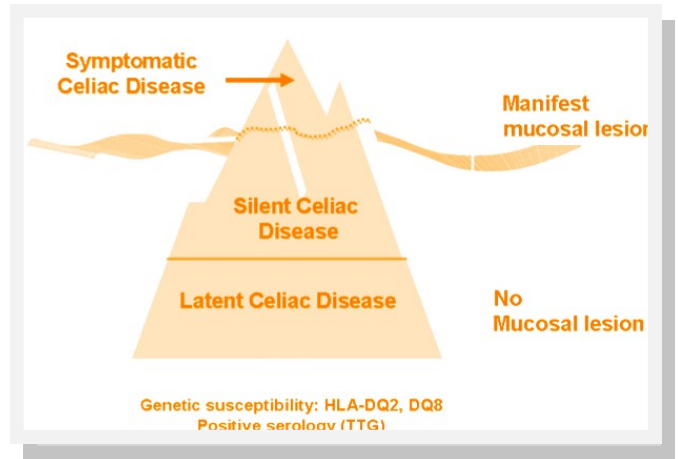 Symptomatic
Celiac Disease
Manifest
mucosal lesion
Silent Celiac
Disease
Latent Celiac Disease
No
Mucosal lesion
Genetic susceptibility: HLA-DQ2, DQ8
Positive serology (TTG)